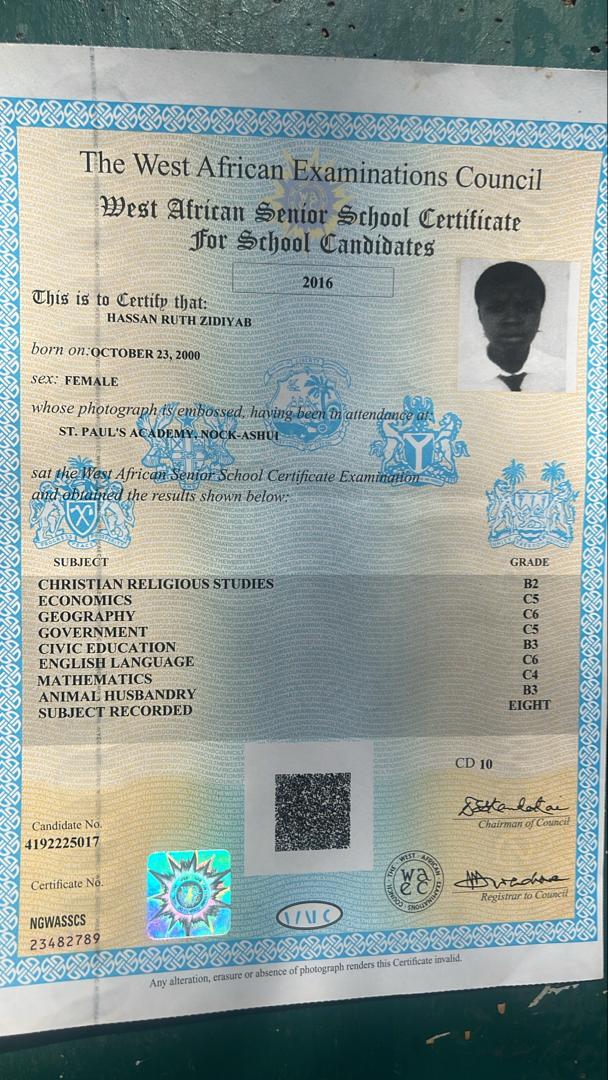 The West African Examinations Council
West African Senior School Certificate
For School Candidates
2016
This is to Certify that:
HASSAN RUTH ZIDIYAB
born on: OCTOBER 23, 2000
sex: FEMALE
whose photograph is embossed, having been in attendance at:
ST. PAUL'S ACADEMY, NOCK-ASHUI
sat the West African Senior School Certificate Examination
and obtained the results shown below:
SUBJECT GRADE
CHRISTIAN RELIGIOUS STUDIES B2
ECONOMICS C5
GEOGRAPHY C6
GOVERNMENT C5
CIVIC EDUCATION B3
ENGLISH LANGUAGE C6
MATHEMATICS C4
ANIMAL HUSBANDRY B3
SUBJECT RECORDED EIGHT
CD 10
Chairman of Council
Candidate No.
4192225017
Certificate No.
NGWASSCS
23482789
waec
Registrar to Council
Any alteration, erasure or absence of photograph renders this Certificate invalid.